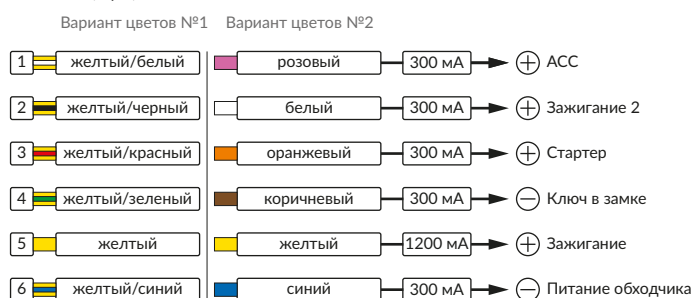 Вариант цветов №1 Вариант цветов №2
1 желтый/белый розовый 300 мА + ACC
2 желтый/черный белый 300 мА + Зажигание 2
3 желтый/красный оранжевый 300 мА + Стартер
4 желтый/зеленый коричневый 300 мА − Ключ в замке
5 желтый желтый 1200 мА + Зажигание
6 желтый/синий синий 300 мА − Питание обходчика